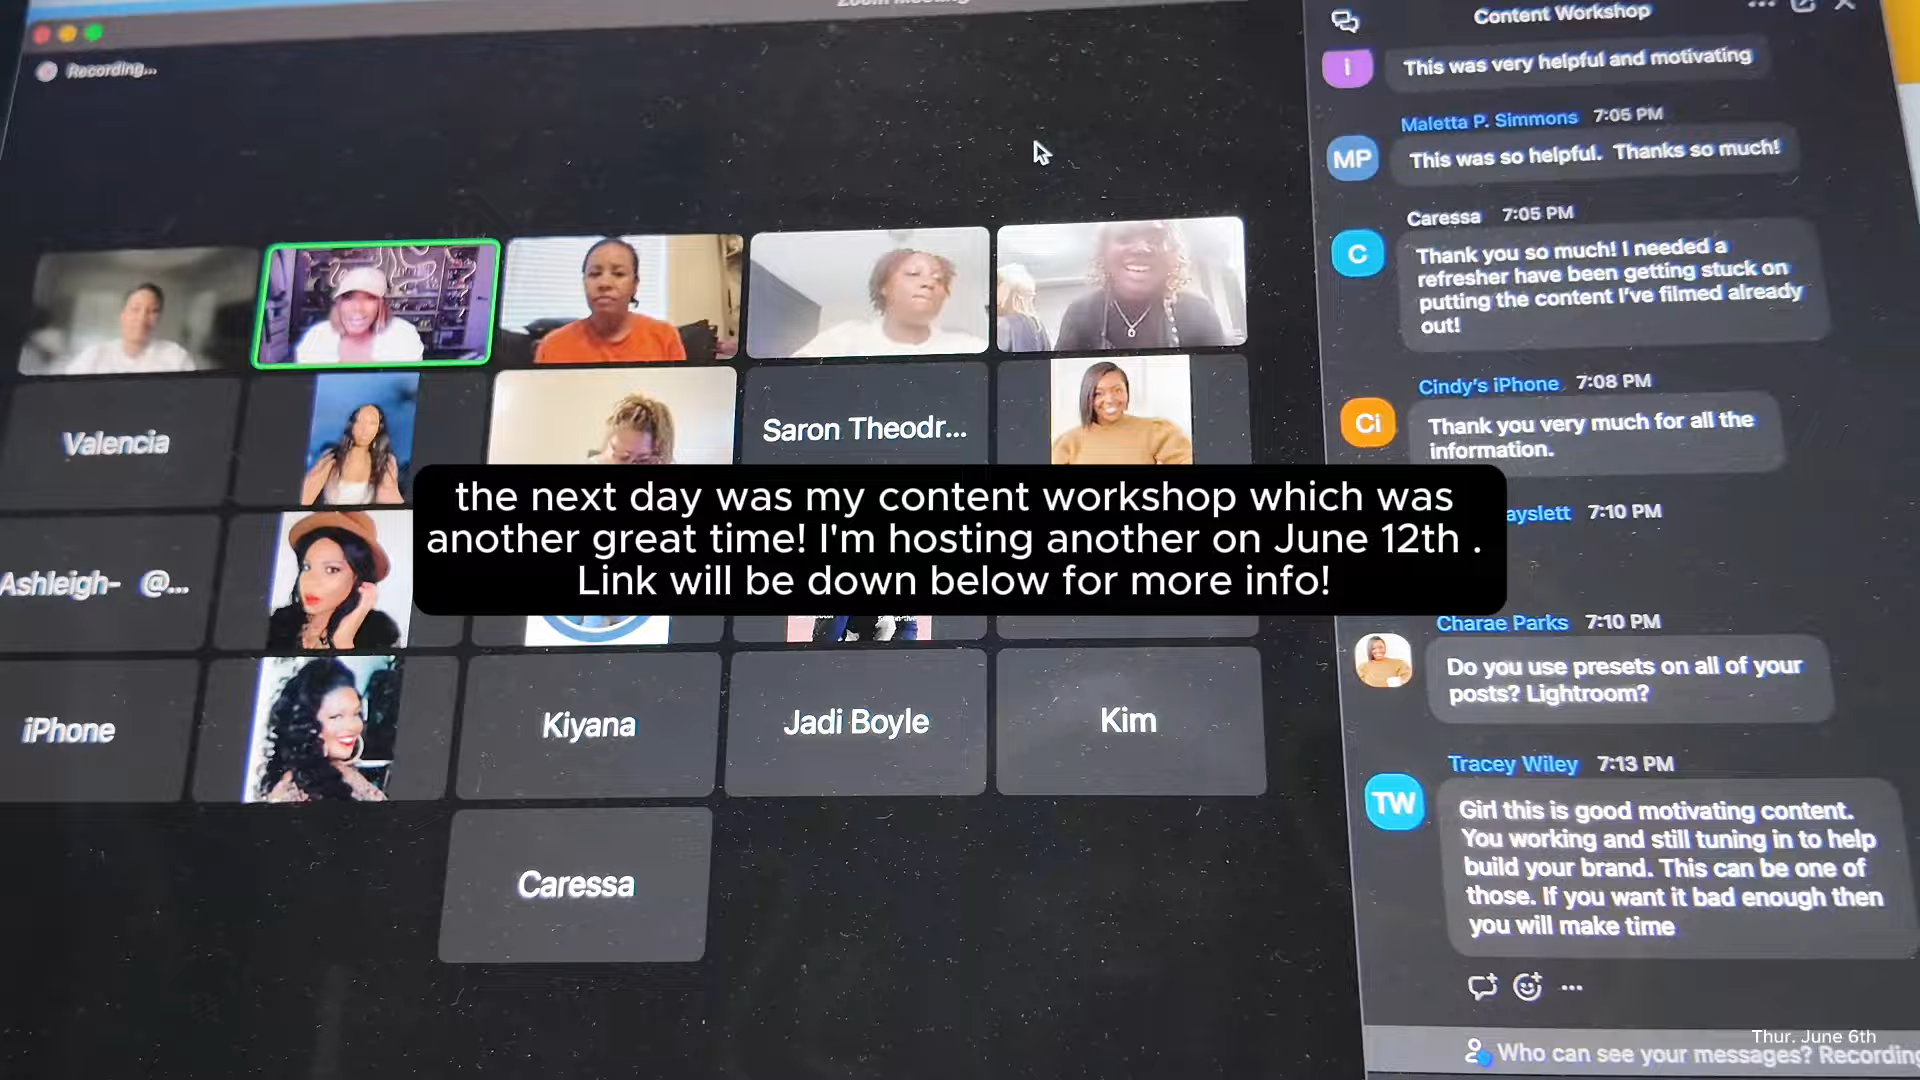 Recording...
Content Workshop
i
This was very helpful and motivating
Maletta P. Simmons 7:05 PM
MP
This was so helpful. Thanks so much!
Caressa 7:05 PM
C
Thank you so much! I needed a
refresher have been getting stuck on
putting the content I've filmed already
out!
Cindy's iPhone 7:08 PM
Ci
Thank you very much for all the
information.
ayslett 7:10 PM
Charae Parks 7:10 PM
Do you use presets on all of your
posts? Lightroom?
Tracey Wiley 7:13 PM
TW
Girl this is good motivating content.
You working and still tuning in to help
build your brand. This can be one of
those. If you want it bad enough then
you will make time
Who can see your messages? Recording
Valencia
Saron Theodr...
Ashleigh- @...
iPhone
Kiyana
Jadi Boyle
Kim
Caressa
the next day was my content workshop which was
another great time! I'm hosting another on June 12th .
Link will be down below for more info!
Thur. June 6th